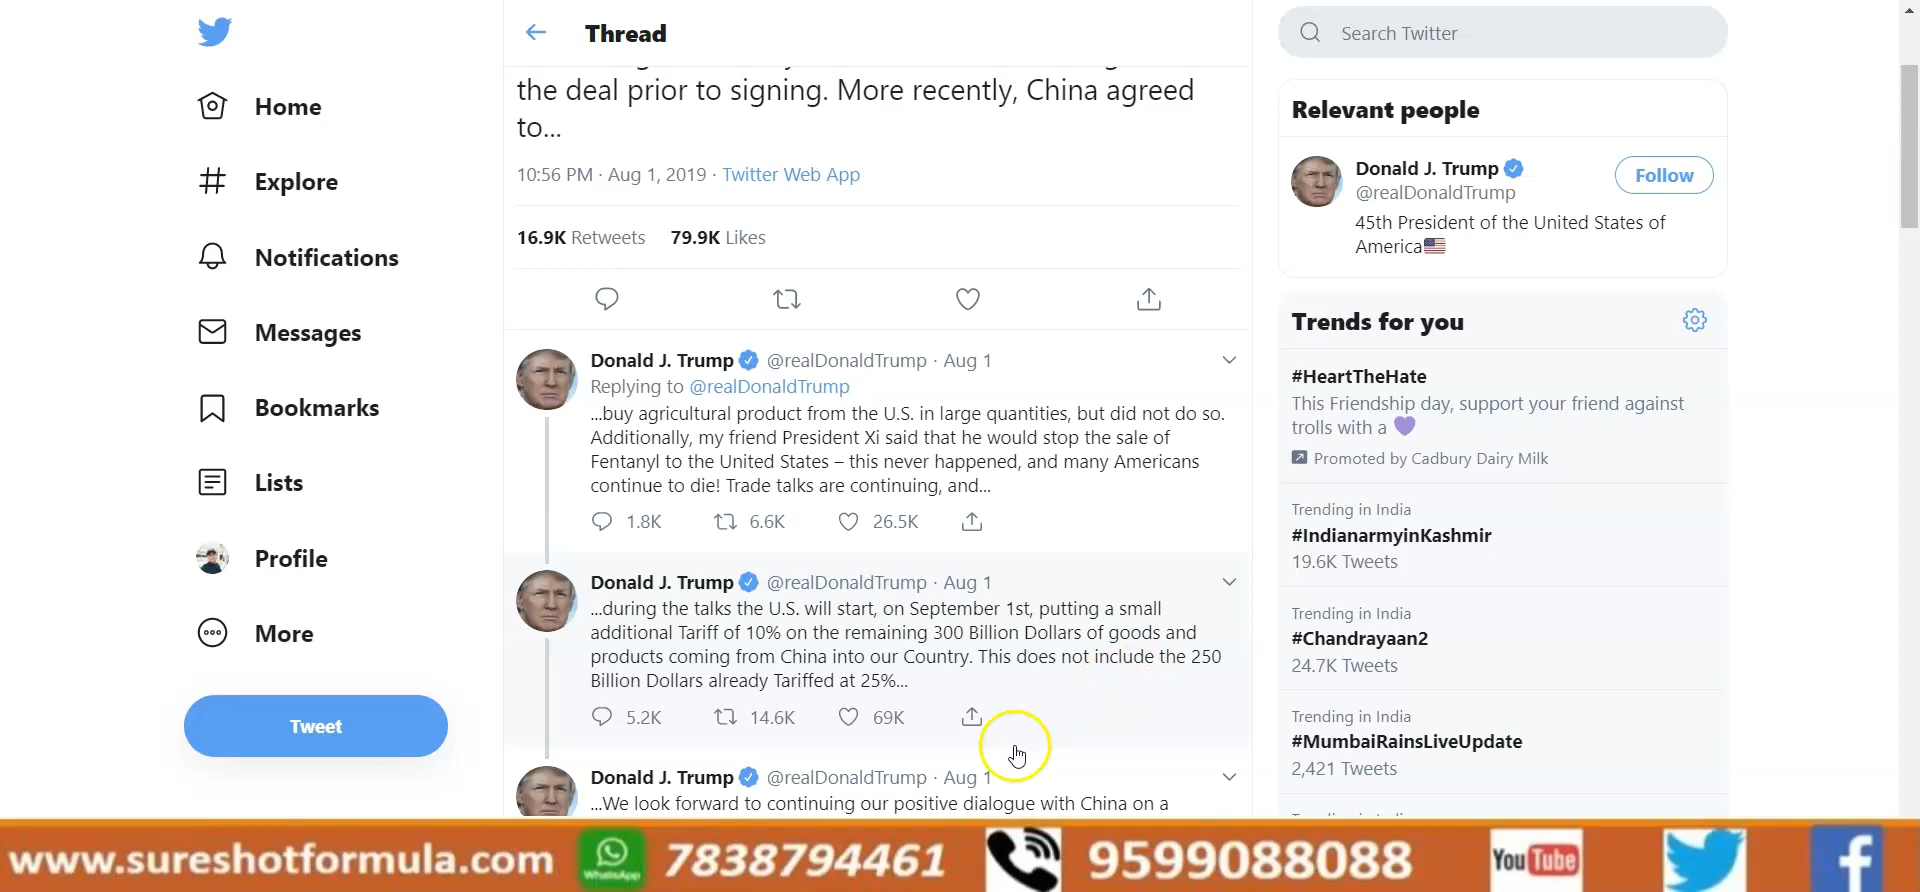 Home
Explore
Notifications
Messages
Bookmarks
Lists
Profile
More
Tweet
Thread
the deal prior to signing. More recently, China agreed
to...
10:56 PM · Aug 1, 2019 · Twitter Web App
16.9K Retweets 79.9K Likes
Donald J. Trump @realDonaldTrump · Aug 1
Replying to @realDonaldTrump
...buy agricultural product from the U.S. in large quantities, but did not do so.
Additionally, my friend President Xi said that he would stop the sale of
Fentanyl to the United States – this never happened, and many Americans
continue to die! Trade talks are continuing, and...
1.8K 6.6K 26.5K
Donald J. Trump @realDonaldTrump · Aug 1
...during the talks the U.S. will start, on September 1st, putting a small
additional Tariff of 10% on the remaining 300 Billion Dollars of goods and
products coming from China into our Country. This does not include the 250
Billion Dollars already Tariffed at 25%...
5.2K 14.6K 69K
Donald J. Trump @realDonaldTrump · Aug 1
...We look forward to continuing our positive dialogue with China on a
Search Twitter
Relevant people
Donald J. Trump
@realDonaldTrump
Follow
45th President of the United States of
America
Trends for you
#HeartTheHate
This Friendship day, support your friend against
trolls with a
Promoted by Cadbury Dairy Milk
Trending in India
#IndianarmyinKashmir
19.6K Tweets
Trending in India
#Chandrayaan2
24.7K Tweets
Trending in India
#MumbaiRainsLiveUpdate
2,421 Tweets
www.sureshotformula.com WhatsApp 7838794461 9599088088 YouTube